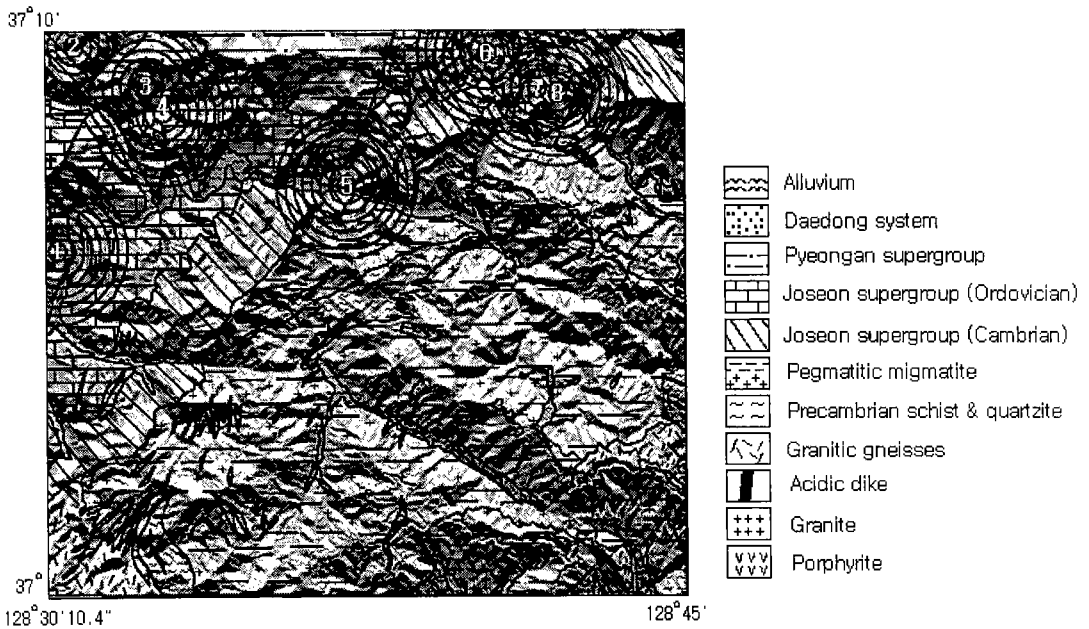 37°10'
2
3
4
6
7
8
5
1
37°
128°30'10.4"
128°45'
Alluvium
Daedong system
Pyeongan supergroup
Joseon supergroup (Ordovician)
Joseon supergroup (Cambrian)
Pegmatitic migmatite
Precambrian schist & quartzite
Granitic gneisses
Acidic dike
Granite
Porphyrite